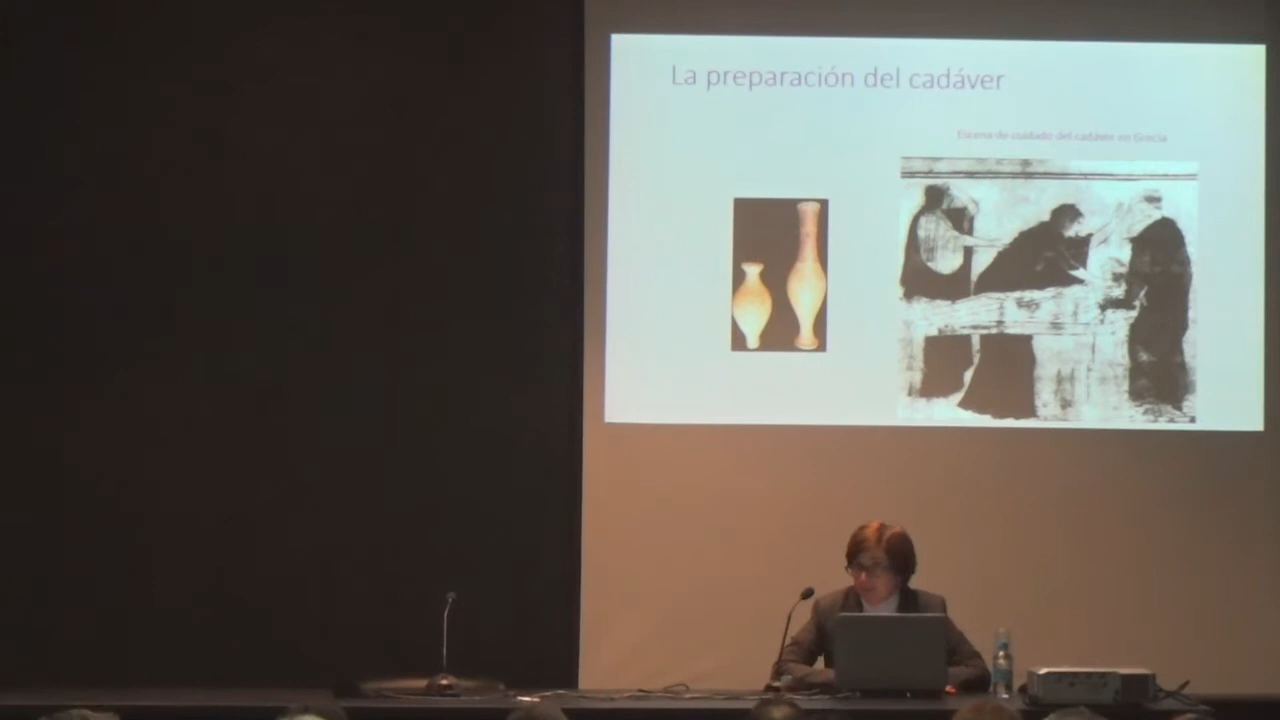 La preparación del cadáver
Escena de cuidado del cadáver en Grecia